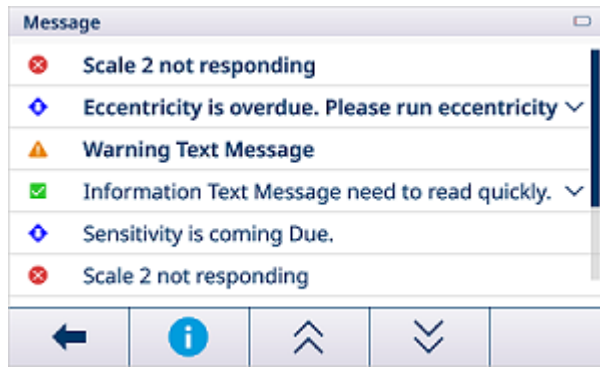 Message
Scale 2 not responding
Eccentricity is overdue. Please run eccentricity
Warning Text Message
Information Text Message need to read quickly.
Sensitivity is coming Due.
Scale 2 not responding